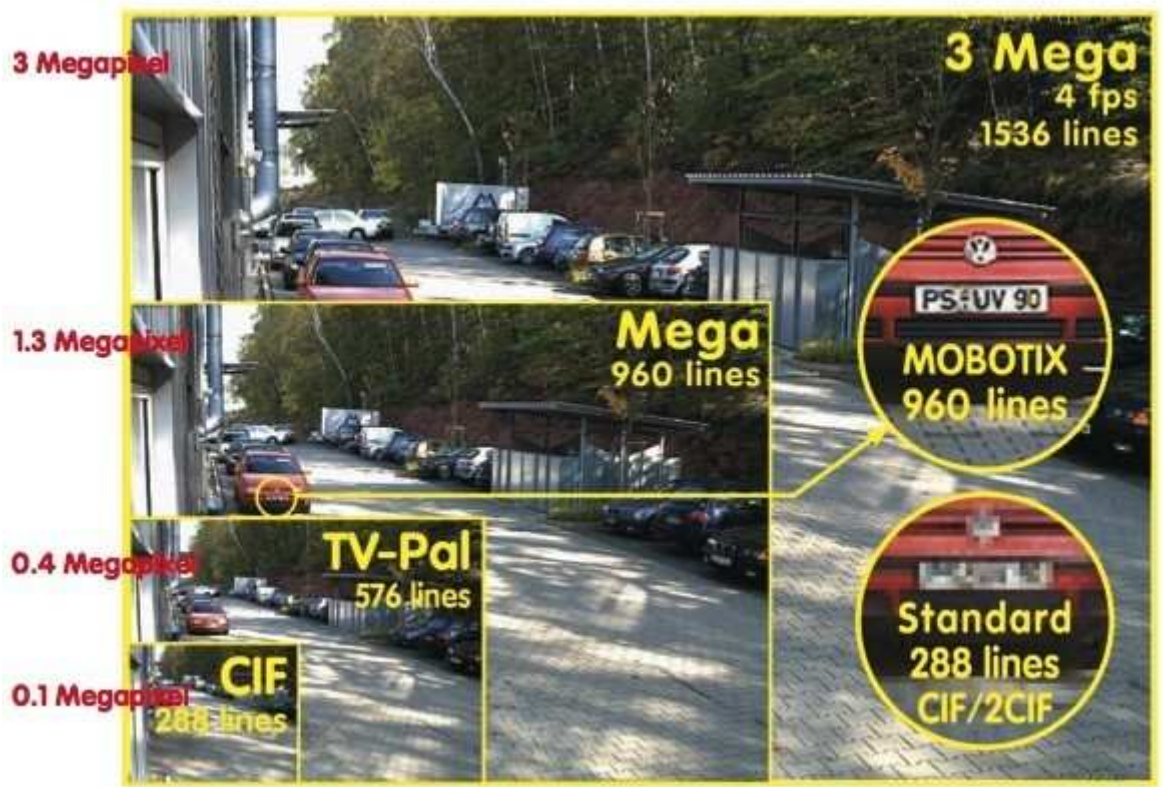 3 Megapixel
3 Mega
4 fps
1536 lines
PS UV 90
MOBOTIX
960 lines
1.3 Megapixel
Mega
960 lines
0.4 Megapixel
TV-Pal
576 lines
Standard
288 lines
CIF/2CIF
0.1 Megapixel
CIF
288 lines